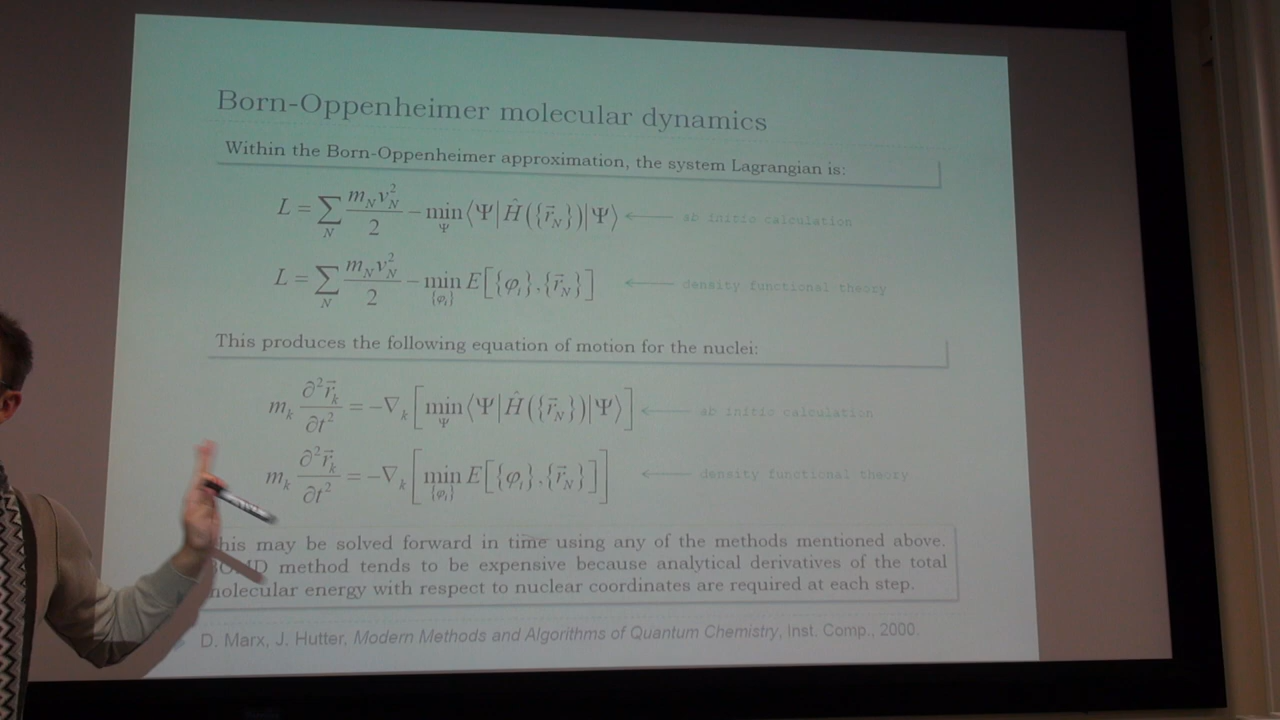 Born-Oppenheimer molecular dynamics
Within the Born-Oppenheimer approximation, the system Lagrangian is:
L = ∑_N m_N v_N^2 / 2 − min_Ψ ⟨Ψ|Ĥ({r⃗_N})|Ψ⟩ ← ab initio calculation
L = ∑_N m_N v_N^2 / 2 − min_{φ_i} E[{φ_i},{r⃗_N}] ← density functional theory
This produces the following equation of motion for the nuclei:
m_k ∂²r⃗_k / ∂t² = −∇_k [min_Ψ ⟨Ψ|Ĥ({r⃗_N})|Ψ⟩] ← ab initio calculation
m_k ∂²r⃗_k / ∂t² = −∇_k [min_{φ_i} E[{φ_i},{r⃗_N}]] ← density functional theory
his may be solved forward in time using any of the methods mentioned above.
method tends to be expensive because analytical derivatives of the total
molecular energy with respect to nuclear coordinates are required at each step.
D. Marx, J. Hutter, Modern Methods and Algorithms of Quantum Chemistry, Inst. Comp., 2000.